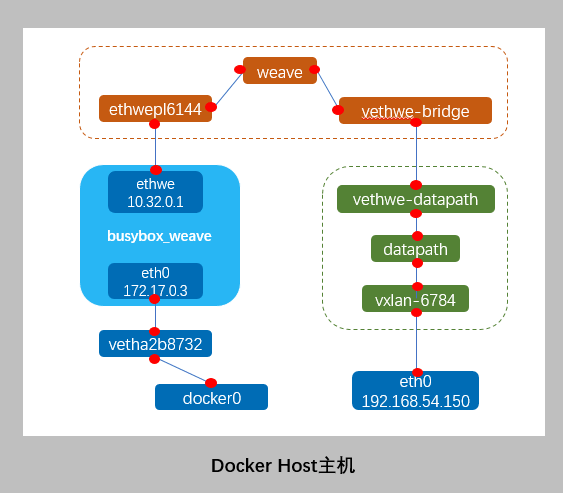 weave
ethwepl6144
vethwe-bridge
ethwe
10.32.0.1
busybox_weave
eth0
172.17.0.3
vetha2b8732
docker0
vethwe-datapath
datapath
vxlan-6784
eth0
192.168.54.150
Docker Host主机